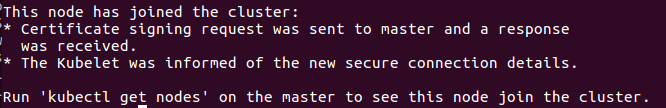 This node has joined the cluster:
* Certificate signing request was sent to master and a response
  was received.
* The Kubelet was informed of the new secure connection details.

Run 'kubectl get nodes' on the master to see this node join the cluster.